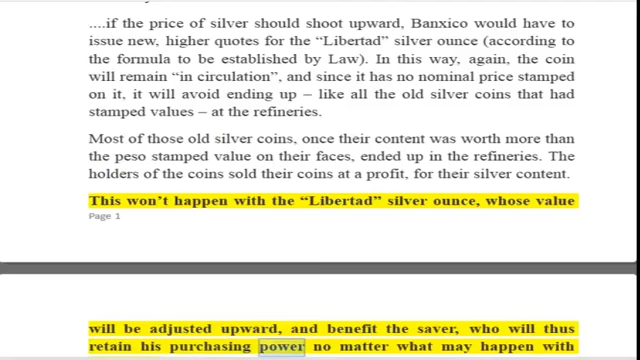 ....if the price of silver should shoot upward, Banxico would have to
issue new, higher quotes for the “Libertad” silver ounce (according to
the formula to be established by Law). In this way, again, the coin
will remain “in circulation”, and since it has no nominal price stamped
on it, it will avoid ending up – like all the old silver coins that had
stamped values – at the refineries.
Most of those old silver coins, once their content was worth more than
the peso stamped value on their faces, ended up in the refineries. The
holders of the coins sold their coins at a profit, for their silver content.
This won’t happen with the “Libertad” silver ounce, whose value
Page 1
will be adjusted upward, and benefit the saver, who will thus
retain his purchasing power no matter what may happen with